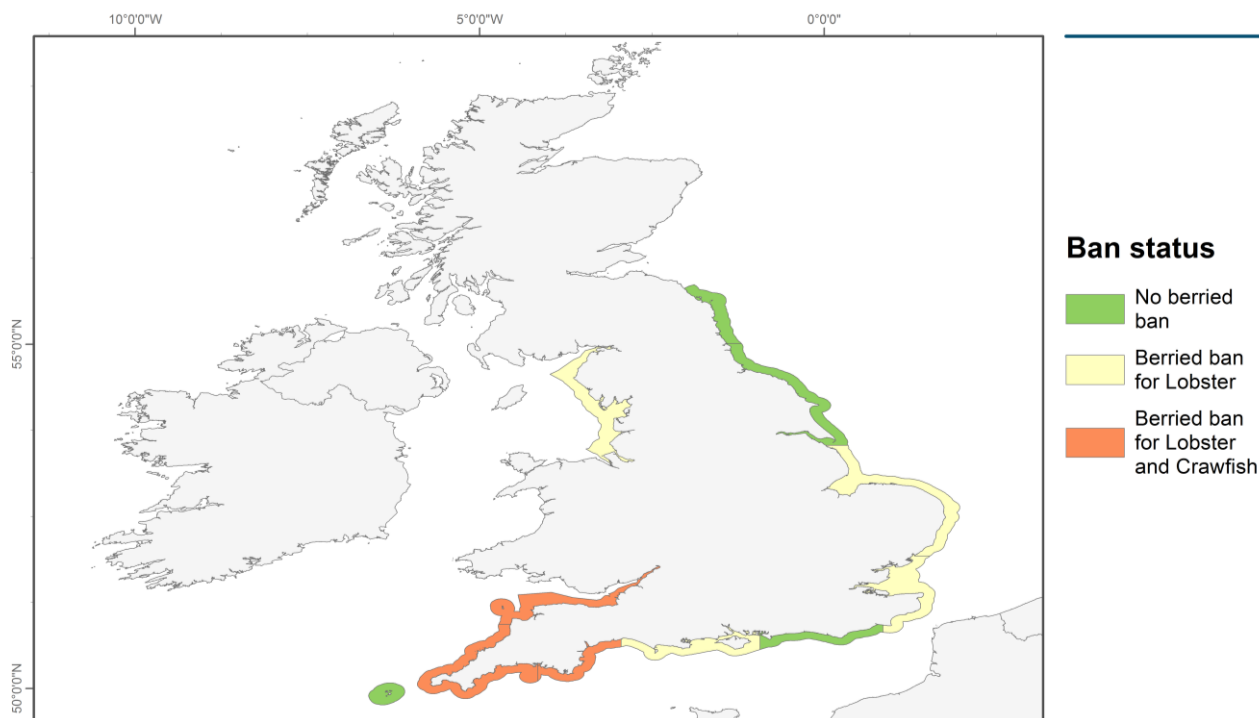 10°0'0"W
5°0'0"W
0°0'0"
55°0'0"N
50°0'0"N
Ban status
No berried
ban
Berried ban
for Lobster
Berried ban
for Lobster
and Crawfish